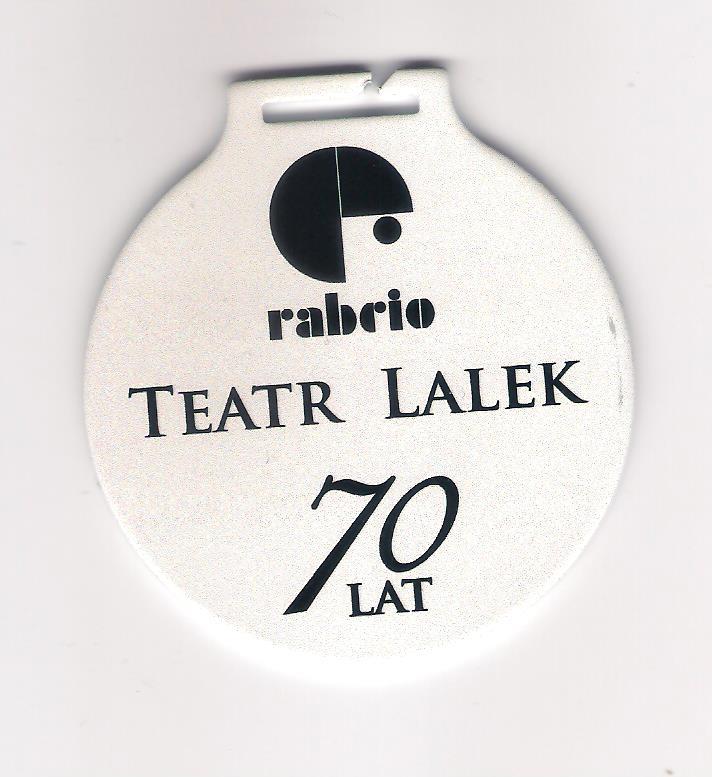 rabcio
TEATR LALEK
70
LAT